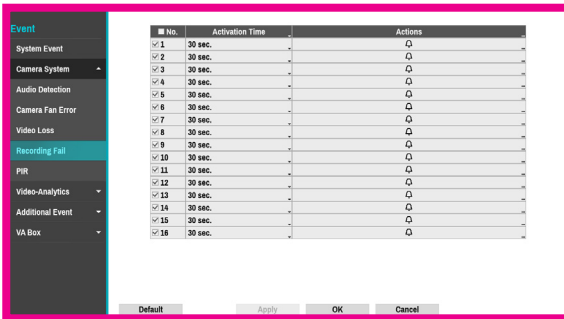 Event
System Event
Camera System
Audio Detection
Camera Fan Error
Video Loss
Recording Fail
PIR
Video-Analytics
Additional Event
VA Box
No. Activation Time Actions
1 30 sec.
2 30 sec.
3 30 sec.
4 30 sec.
5 30 sec.
6 30 sec.
7 30 sec.
8 30 sec.
9 30 sec.
10 30 sec.
11 30 sec.
12 30 sec.
13 30 sec.
14 30 sec.
15 30 sec.
16 30 sec.
Default Apply OK Cancel